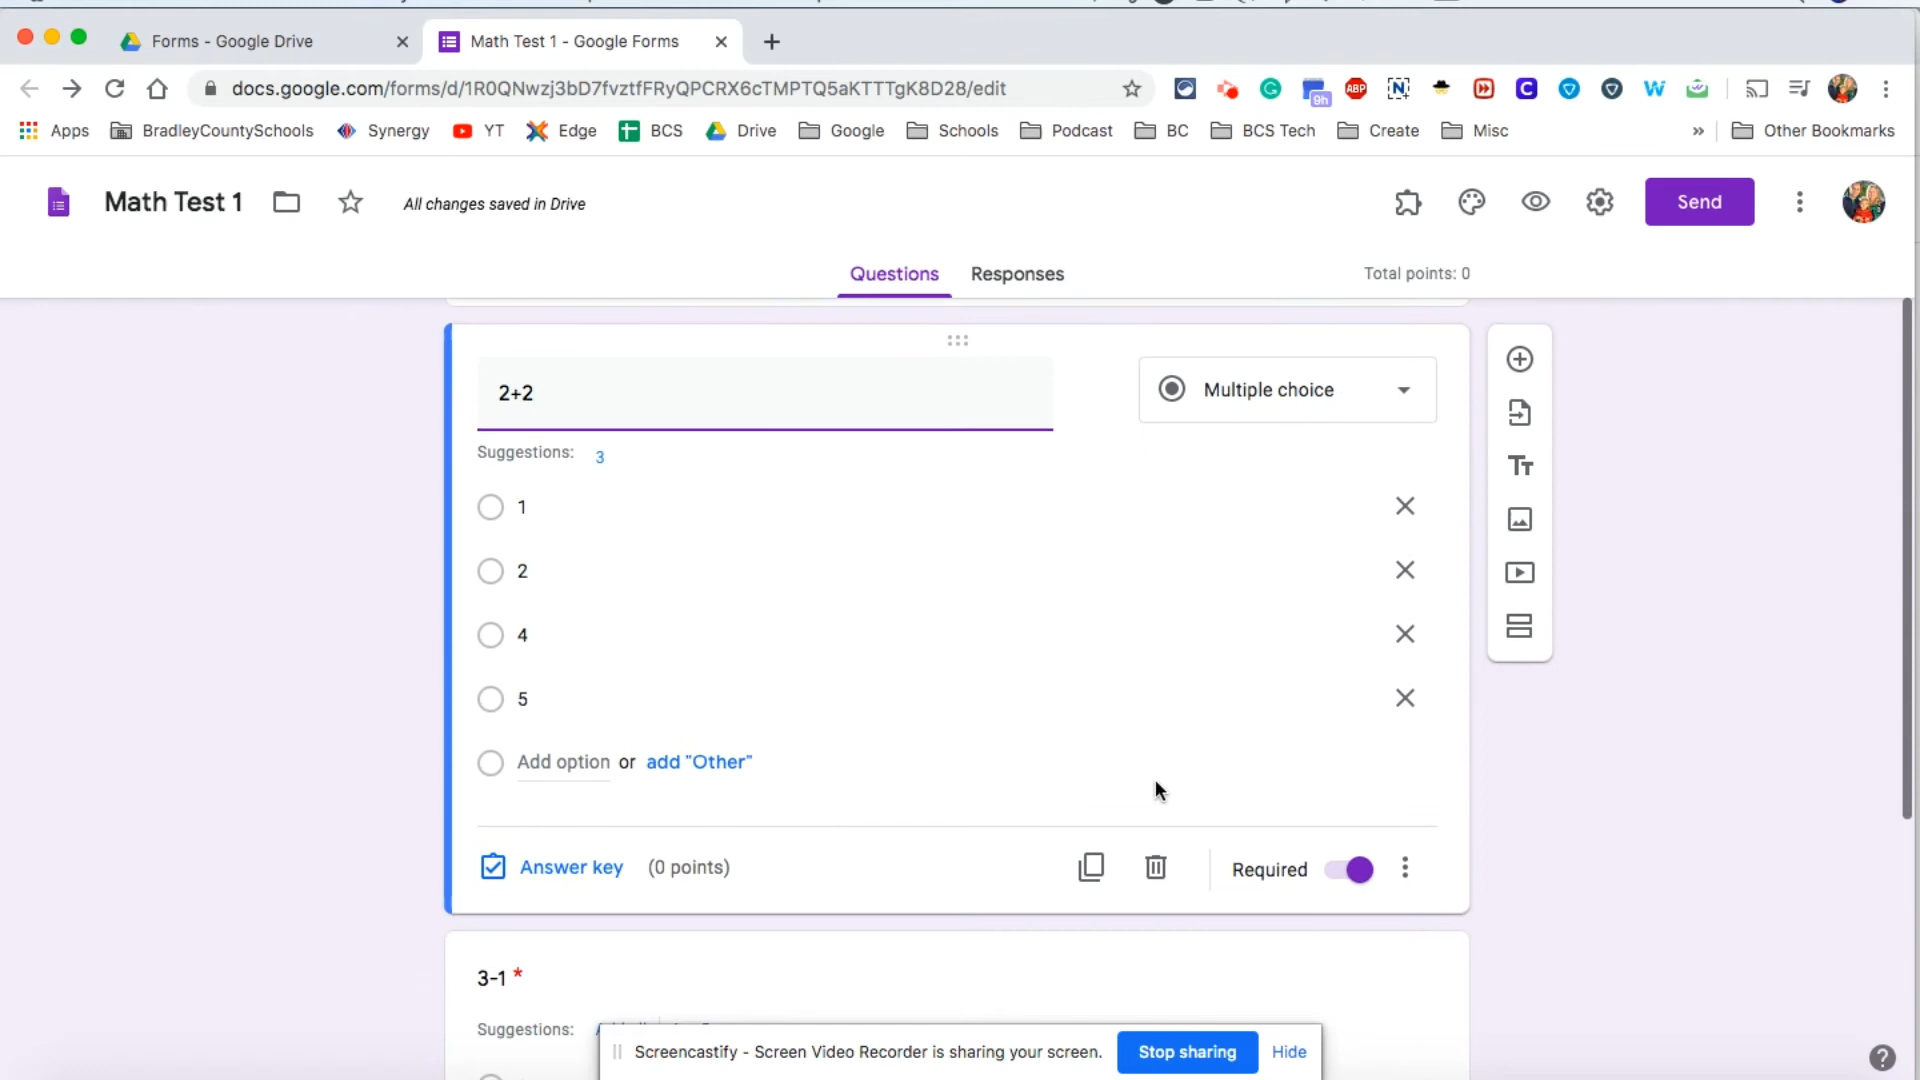 Forms - Google Drive
Math Test 1 - Google Forms
docs.google.com/forms/d/1R0QNwzj3bD7fvztfFRyQPCRX6cTMPTQ5aKTTTgK8D28/edit
9h
ABP
N
C
W
Apps
BradleyCountySchools
Synergy
YT
Edge
BCS
Drive
Google
Schools
Podcast
BC
BCS Tech
Create
Misc
»
Other Bookmarks
Math Test 1
All changes saved in Drive
Send
Questions
Responses
Total points: 0
2+2
Multiple choice
Suggestions: 3
1
2
4
5
Add option or add "Other"
Answer key (0 points)
Required
Tт
3-1 *
Suggestions:
Screencastify - Screen Video Recorder is sharing your screen.
Stop sharing
Hide
?